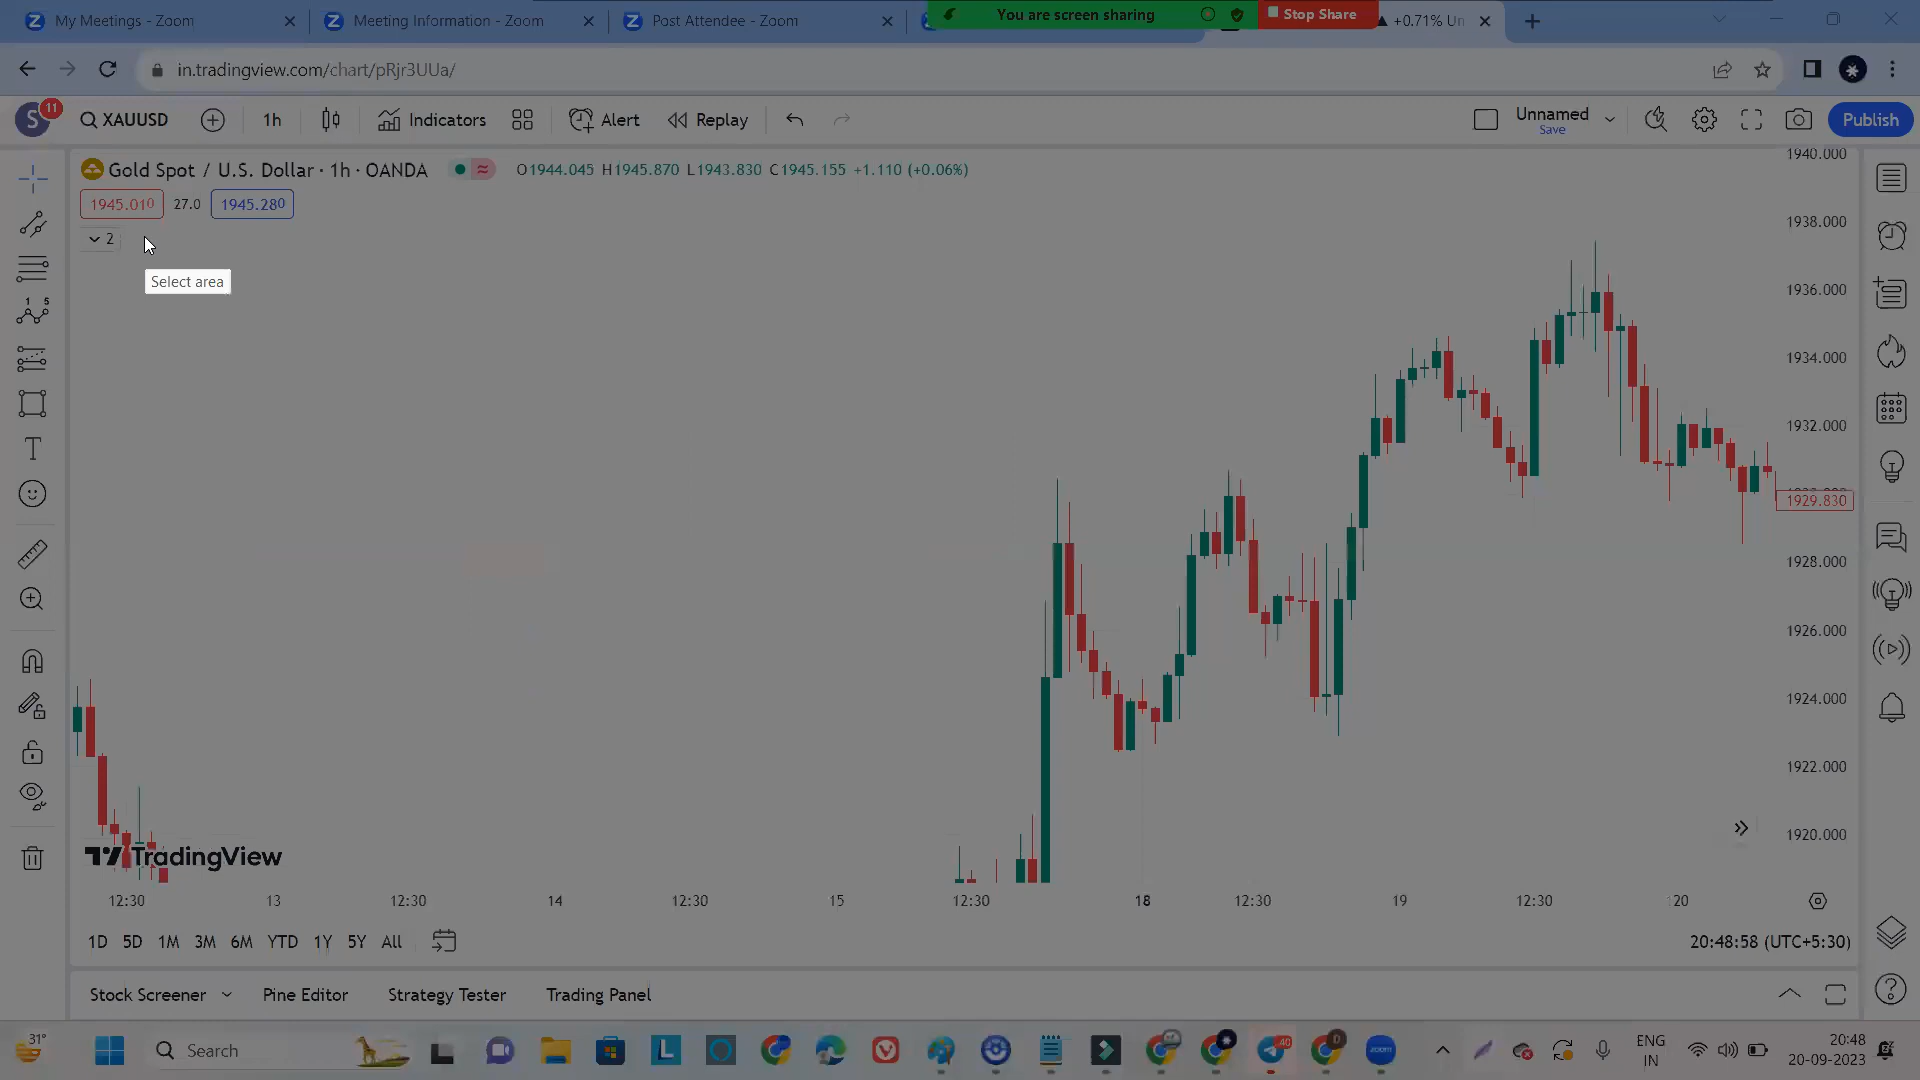 My Meetings - Zoom
Meeting Information - Zoom
Post Attendee - Zoom
You are screen sharing
Stop Share
+0.71% Un
in.tradingview.com/chart/pRjr3UUa/
S
11
XAUUSD
1h
Indicators
Alert
Replay
Unnamed
Save
Publish
Gold Spot / U.S. Dollar · 1h · OANDA
O1944.045 H1945.870 L1943.830 C1945.155 +1.110 (+0.06%)
1945.010
27.0
1945.280
2
Select area
1940.000
1938.000
1936.000
1934.000
1932.000
1929.830
1928.000
1926.000
1924.000
1922.000
1920.000
TradingView
12:30
13
12:30
14
12:30
15
12:30
18
12:30
19
12:30
20
1D 5D 1M 3M 6M YTD 1Y 5Y All
20:48:58 (UTC+5:30)
Stock Screener
Pine Editor
Strategy Tester
Trading Panel
31°
Search
L
40
D
zoom
ENG
IN
20:48
20-09-2023